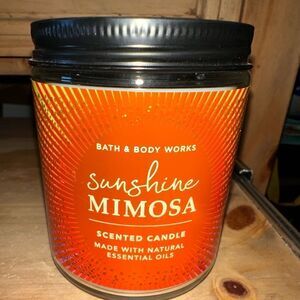 BATH & BODY WORKS
sunshine
MIMOSA
SCENTED CANDLE
MADE WITH NATURAL
ESSENTIAL OILS